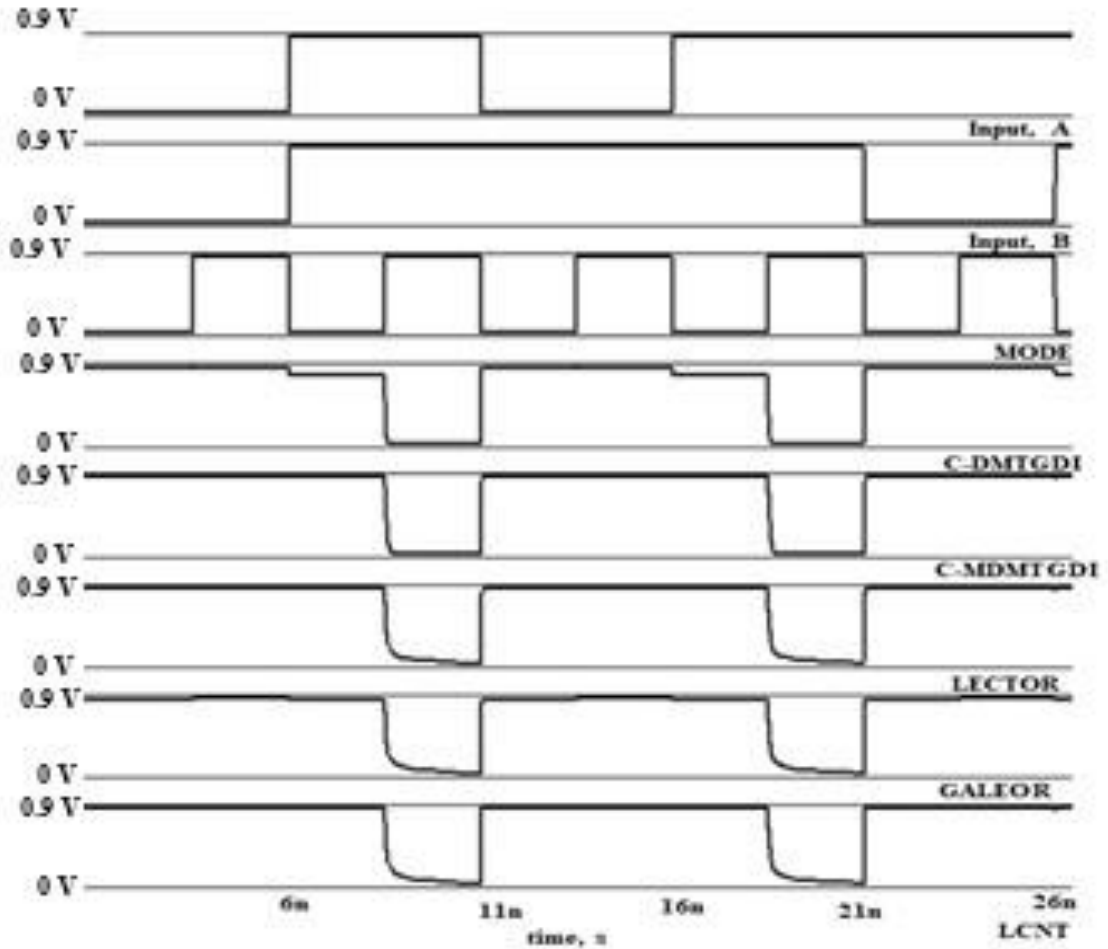 0.9 V
0 V
Input, A
0.9 V
0 V
Input, B
0.9 V
0 V
MODE
0.9 V
0 V
C-DMTGDI
0.9 V
0 V
C-MDMTGDI
0.9 V
0 V
LECTOR
0.9 V
0 V
GALEOR
0.9 V
0 V
6n 11n 16n 21n 26n
time, s
LCNT